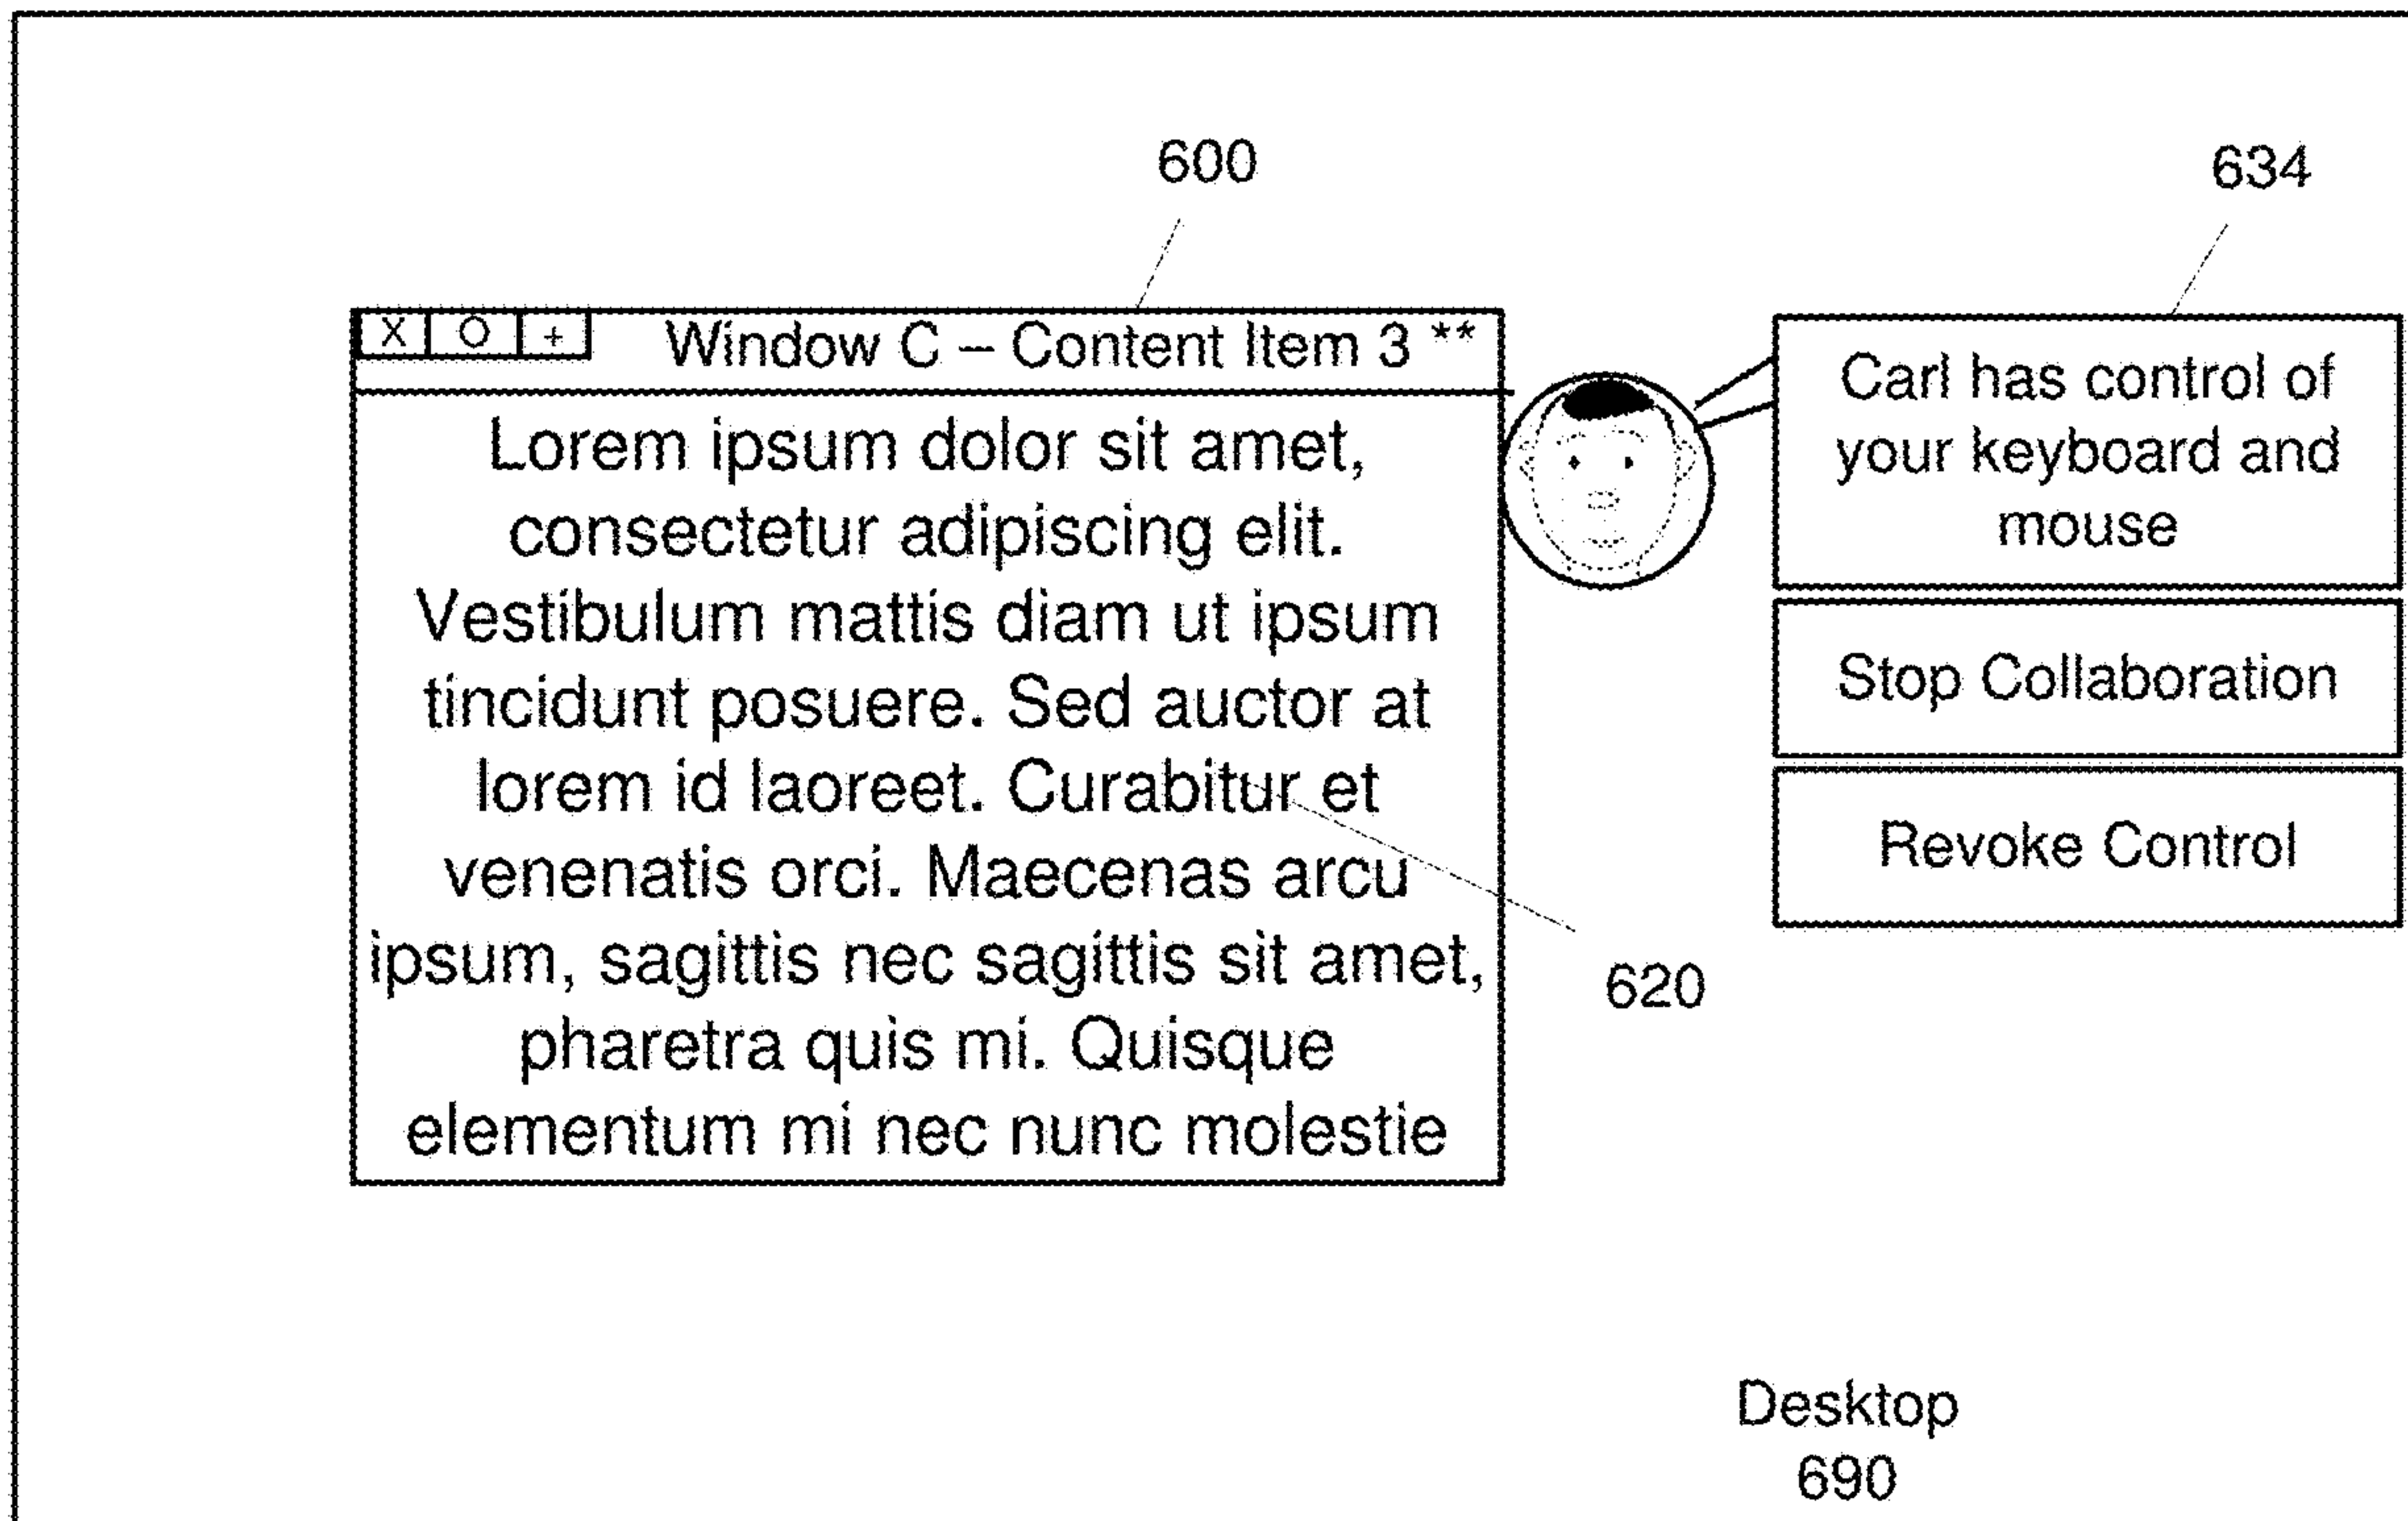 600
634
X O + Window C – Content Item 3 **
Lorem ipsum dolor sit amet,
consectetur adipiscing elit.
Vestibulum mattis diam ut ipsum
tincidunt posuere. Sed auctor at
lorem id laoreet. Curabitur et
venenatis orci. Maecenas arcu
ipsum, sagittis nec sagittis sit amet,
pharetra quis mi. Quisque
elementum mi nec nunc molestie
Carl has control of
your keyboard and
mouse
Stop Collaboration
Revoke Control
620
Desktop
690